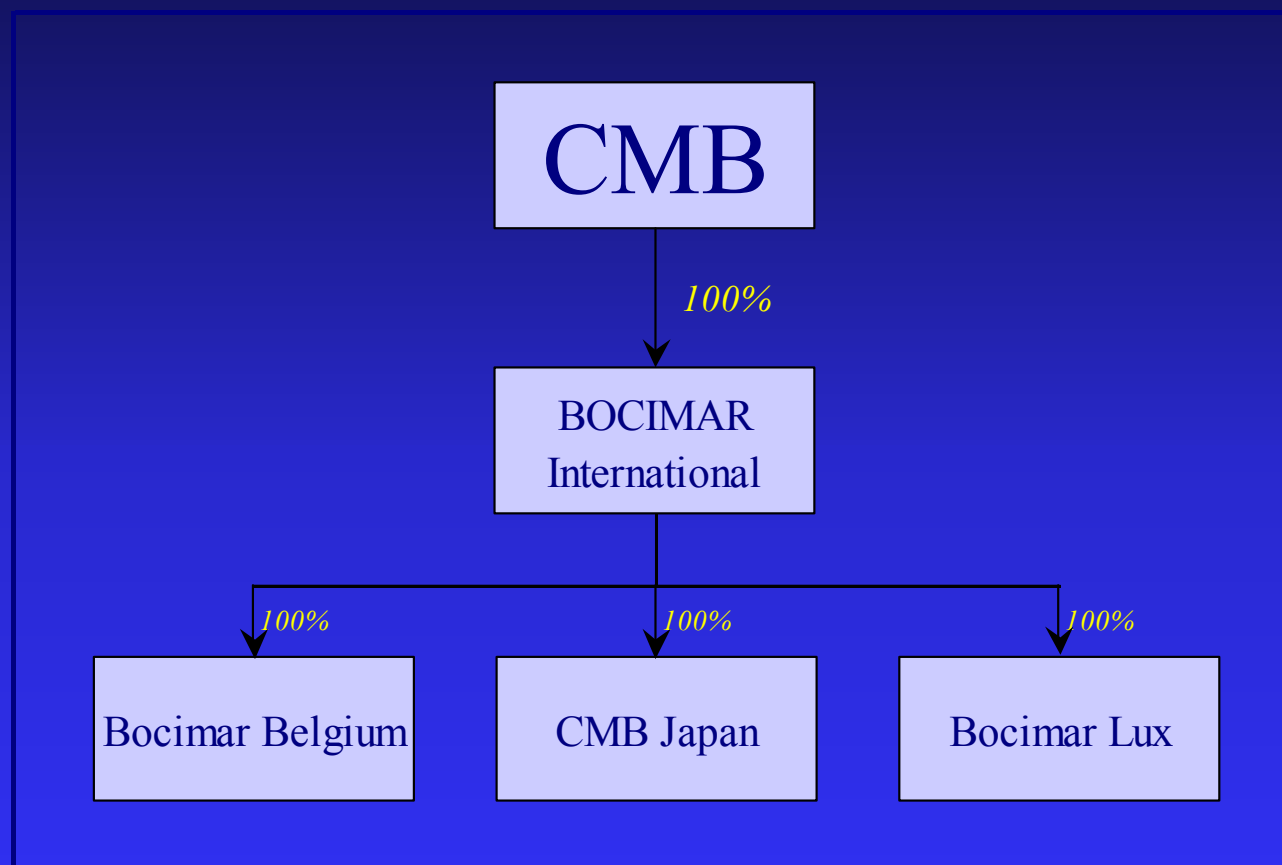 CMB
100%
BOCIMAR
International
100%
100%
100%
Bocimar Belgium
CMB Japan
Bocimar Lux